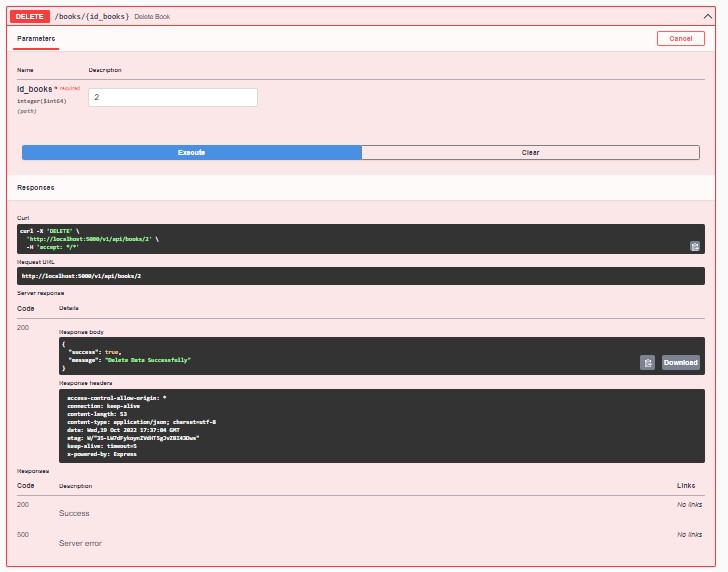 DELETE /books/{id_books} Delete Book
Parameters
Cancel
Name Description
id_books * required
integer($int64)
(path)
2
Execute Clear
Responses
Curl
curl -X 'DELETE' \
'http://localhost:5000/v1/api/books/2' \
-H 'accept: */*'
Request URL
http://localhost:5000/v1/api/books/2
Server response
Code Details
200
Response body
{
"success": true,
"message": "Delete Data Successfully"
}
Download
Response headers
access-control-allow-origin: *
connection: keep-alive
content-length: 53
content-type: application/json; charset=utf-8
date: Wed,19 Oct 2022 17:37:04 GMT
etag:
keep-alive: timeout=5
x-powered-by: Express
Responses
Code Description Links
200 Success No links
500 Server error No links